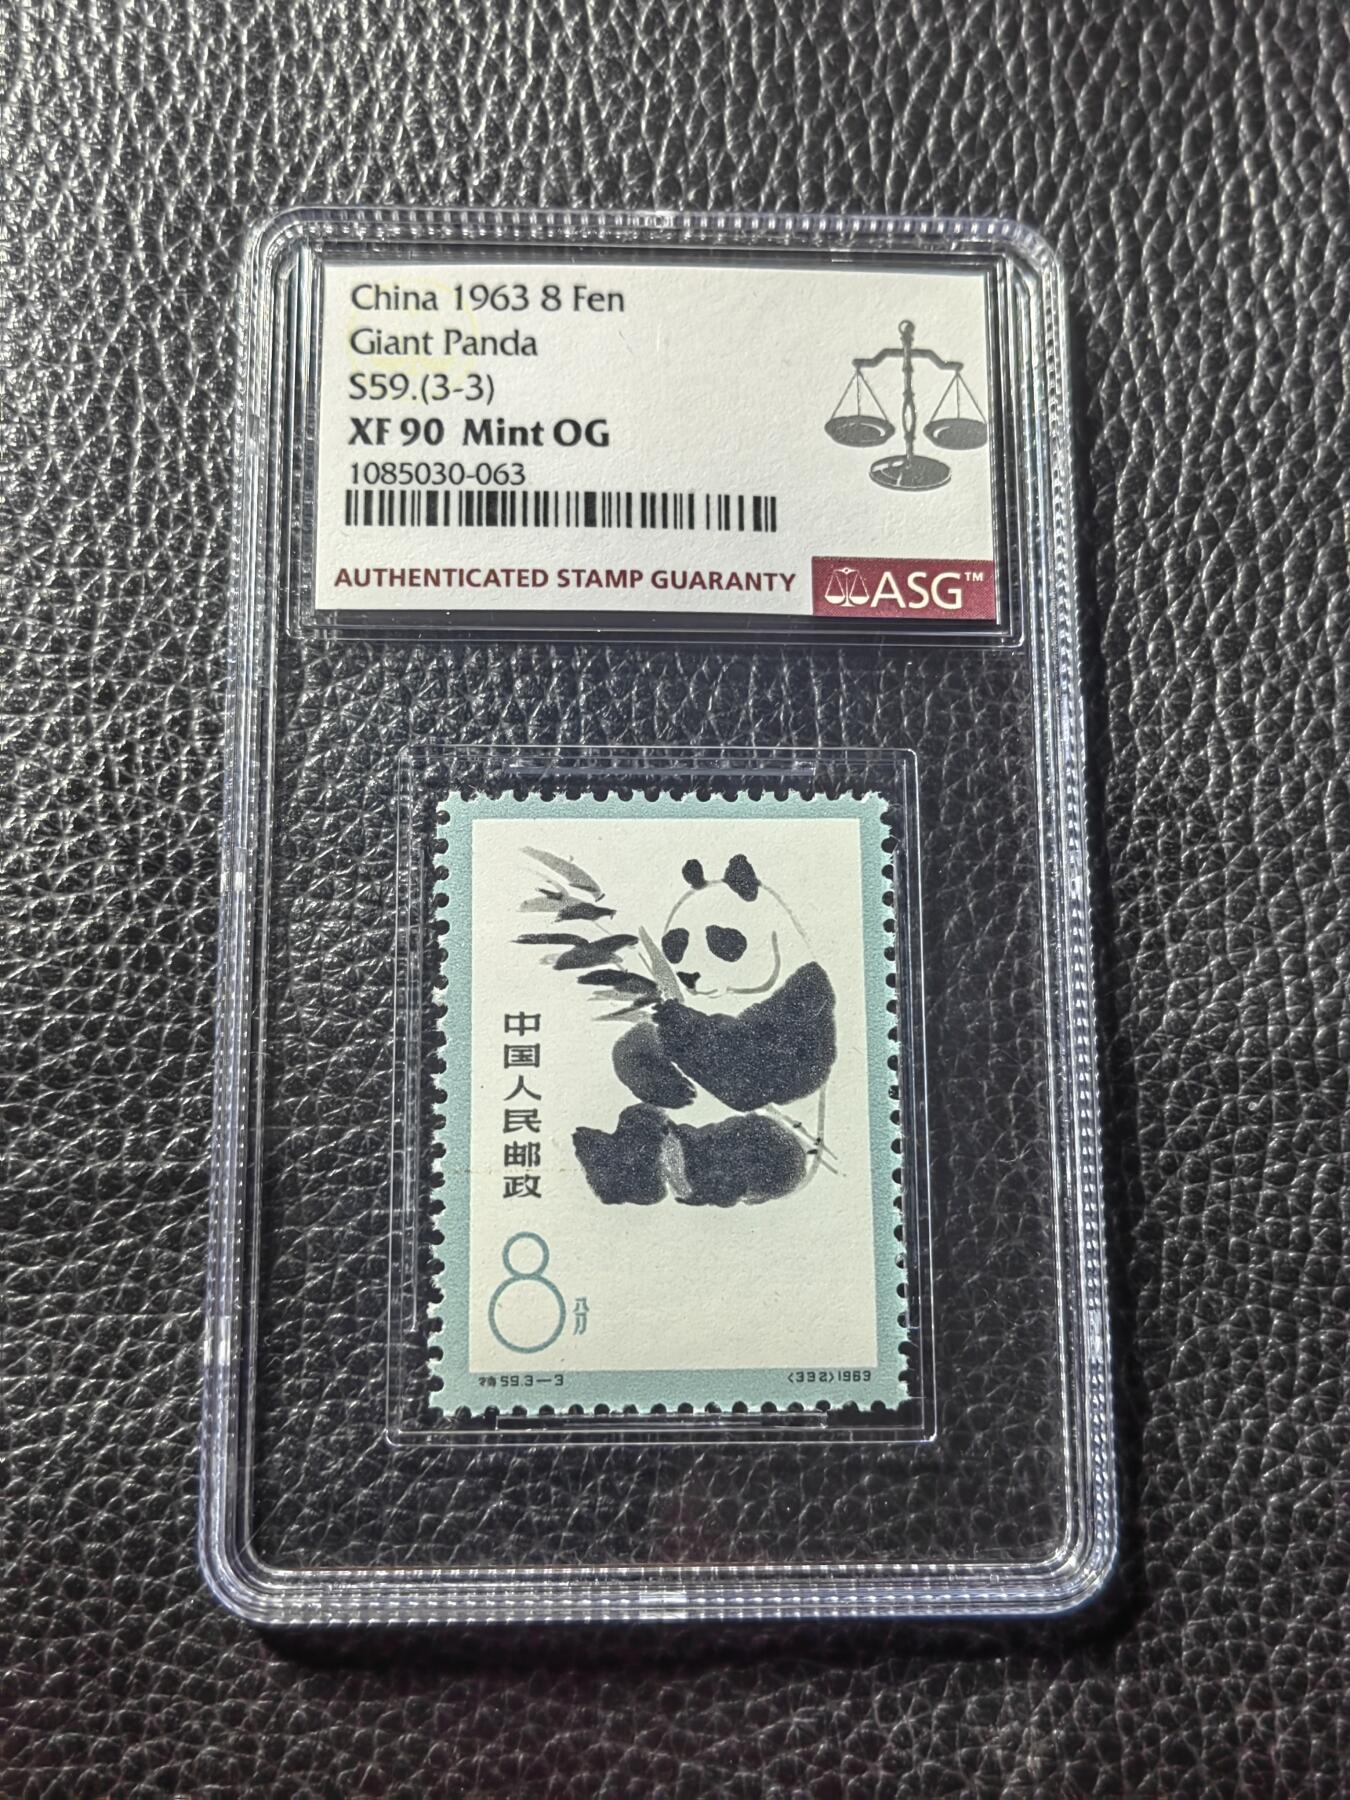 China 1963 8 Fen
Giant Panda
S59.(3-3)
XF 90 Mint OG
1085030-063
AUTHENTICATED STAMP GUARANTY
ASG™
中国人民邮政
8八分
特59.3—3
(332)1963